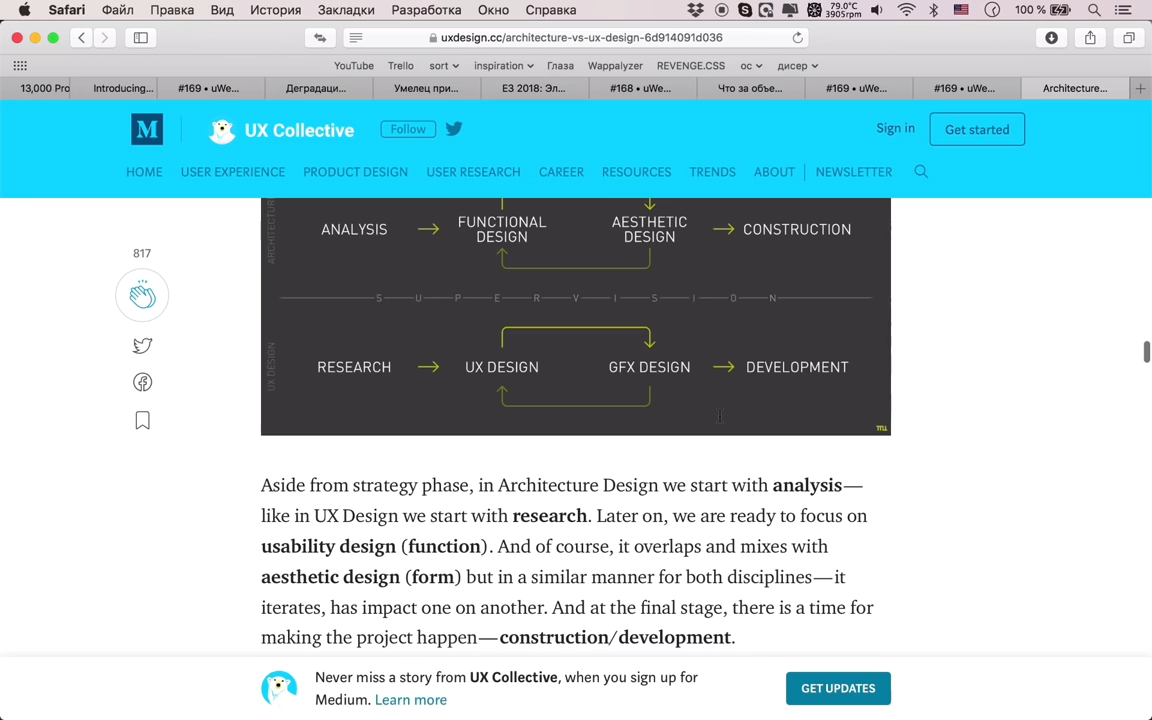 Safari Файл Правка Вид История Закладки Разработка Окно Справка 79.0°C 3905rpm 100 %
uxdesign.cc/architecture-vs-ux-design-6d914091d036
YouTube Trello sort inspiration Глаза Wappalyzer REVENGE.CSS ос дисер
13,000 Pro Introducing... #169 • uWe... Деградаци... Умелец при... E3 2018: Эл... #168 • uWe... Что за объе... #169 • uWe... #169 • uWe... Architecture...
M UX Collective Follow Sign in Get started
HOME USER EXPERIENCE PRODUCT DESIGN USER RESEARCH CAREER RESOURCES TRENDS ABOUT NEWSLETTER
ARCHITECTURE
ANALYSIS FUNCTIONAL DESIGN AESTHETIC DESIGN CONSTRUCTION
817
SUPERVISION
UX DESIGN
RESEARCH UX DESIGN GFX DESIGN DEVELOPMENT
Aside from strategy phase, in Architecture Design we start with analysis—
like in UX Design we start with research. Later on, we are ready to focus on
usability design (function). And of course, it overlaps and mixes with
aesthetic design (form) but in a similar manner for both disciplines—it
iterates, has impact one on another. And at the final stage, there is a time for
making the project happen—construction/development.
Never miss a story from UX Collective, when you sign up for
Medium. Learn more
GET UPDATES